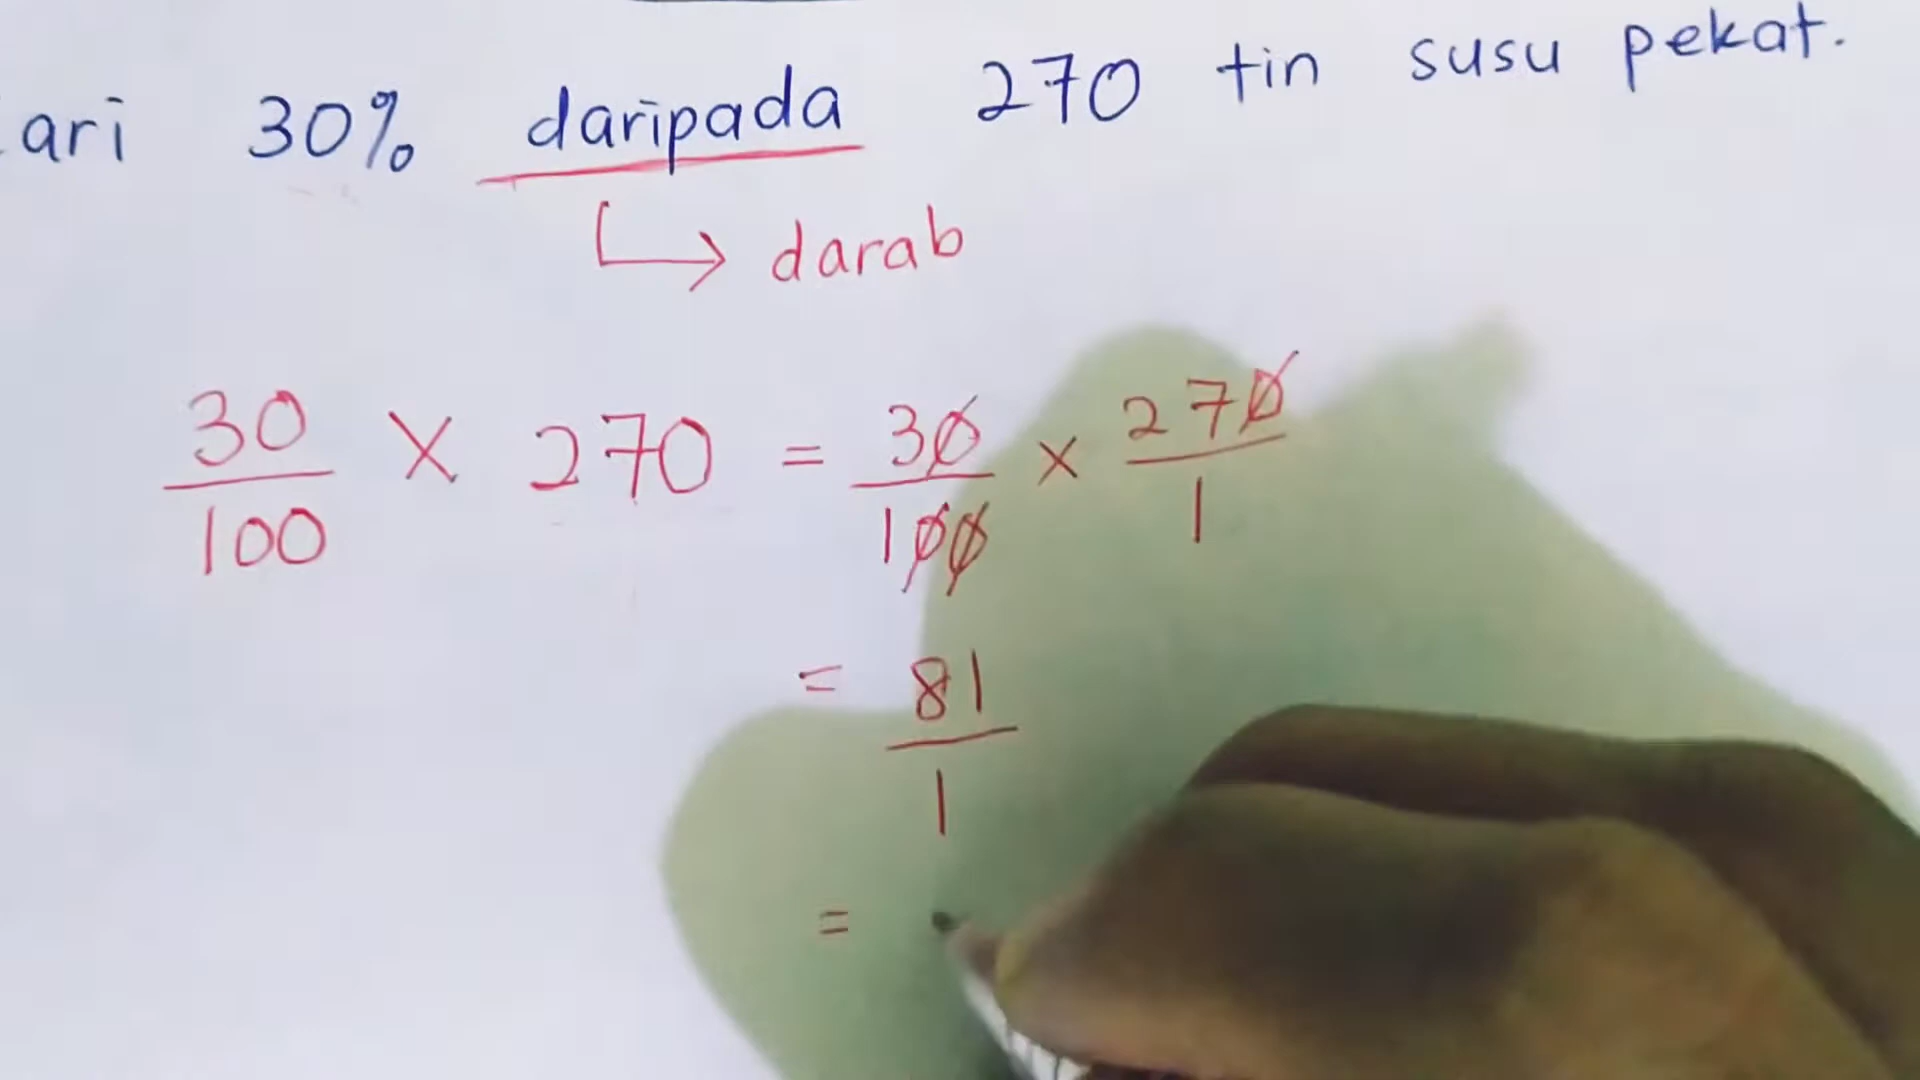 ari 30% daripada 270 tin susu pekat.
→ darab
30/100 × 270 = 30/100 × 270/1
= 81/1
=